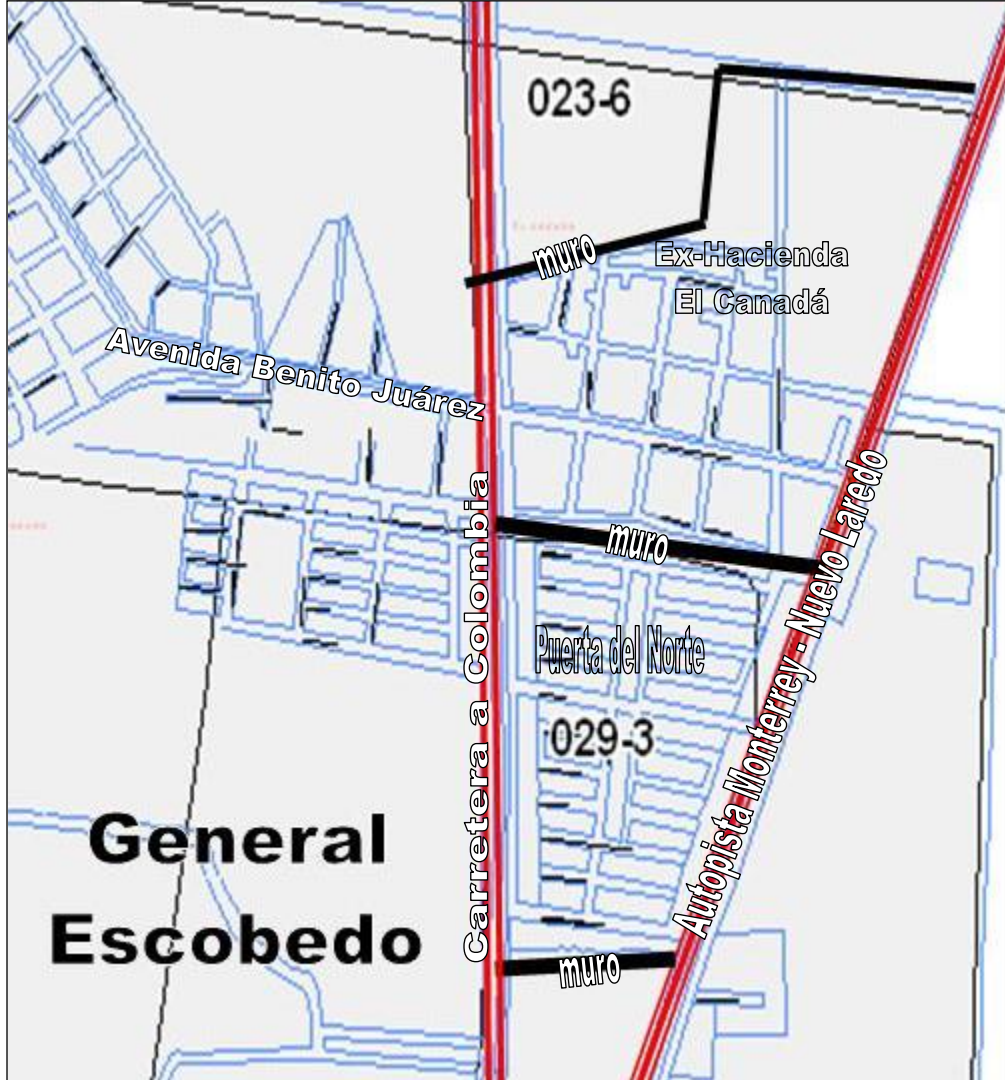 023-6
muro
Ex-Hacienda
El Canadá
Avenida Benito Juárez
muro
Carretera a Colombia
Autopista Monterrey - Nuevo Laredo
Puerta del Norte
029-3
General
Escobedo
muro